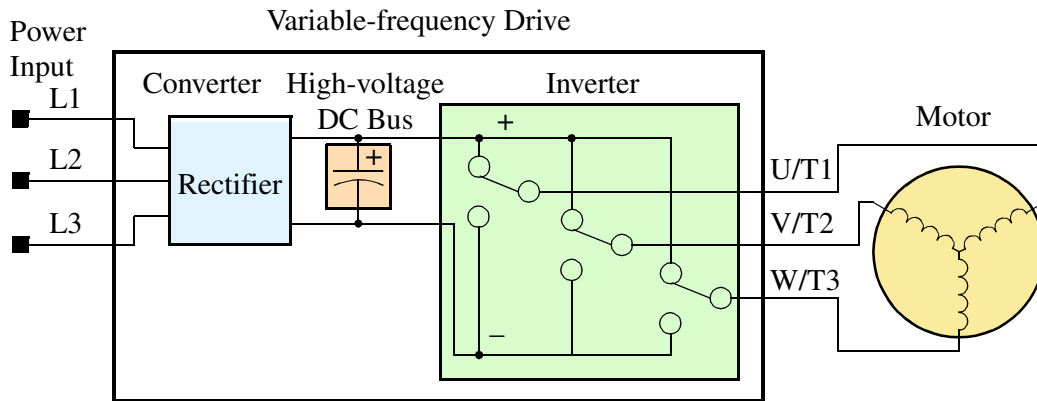 Variable-frequency Drive
Power
Input
Converter
High-voltage
DC Bus
Inverter
Motor
L1
L2
L3
Rectifier
+
+
−
U/T1
V/T2
W/T3